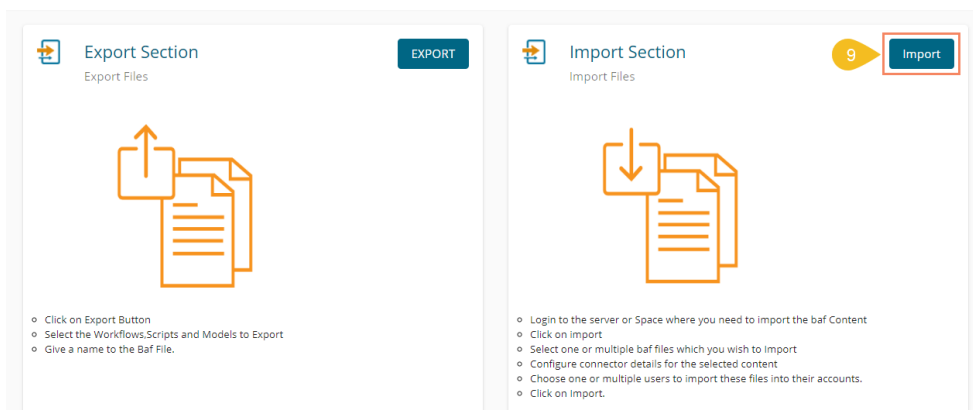 Export Section
EXPORT
Export Files
Click on Export Button
Select the Workflows,Scripts and Models to Export
Give a name to the Baf File.
Import Section
9
Import
Import Files
Login to the server or Space where you need to import the baf Content
Click on import
Select one or multiple baf files which you wish to Import
Configure connector details for the selected content
Choose one or multiple users to import these files into their accounts.
Click on Import.